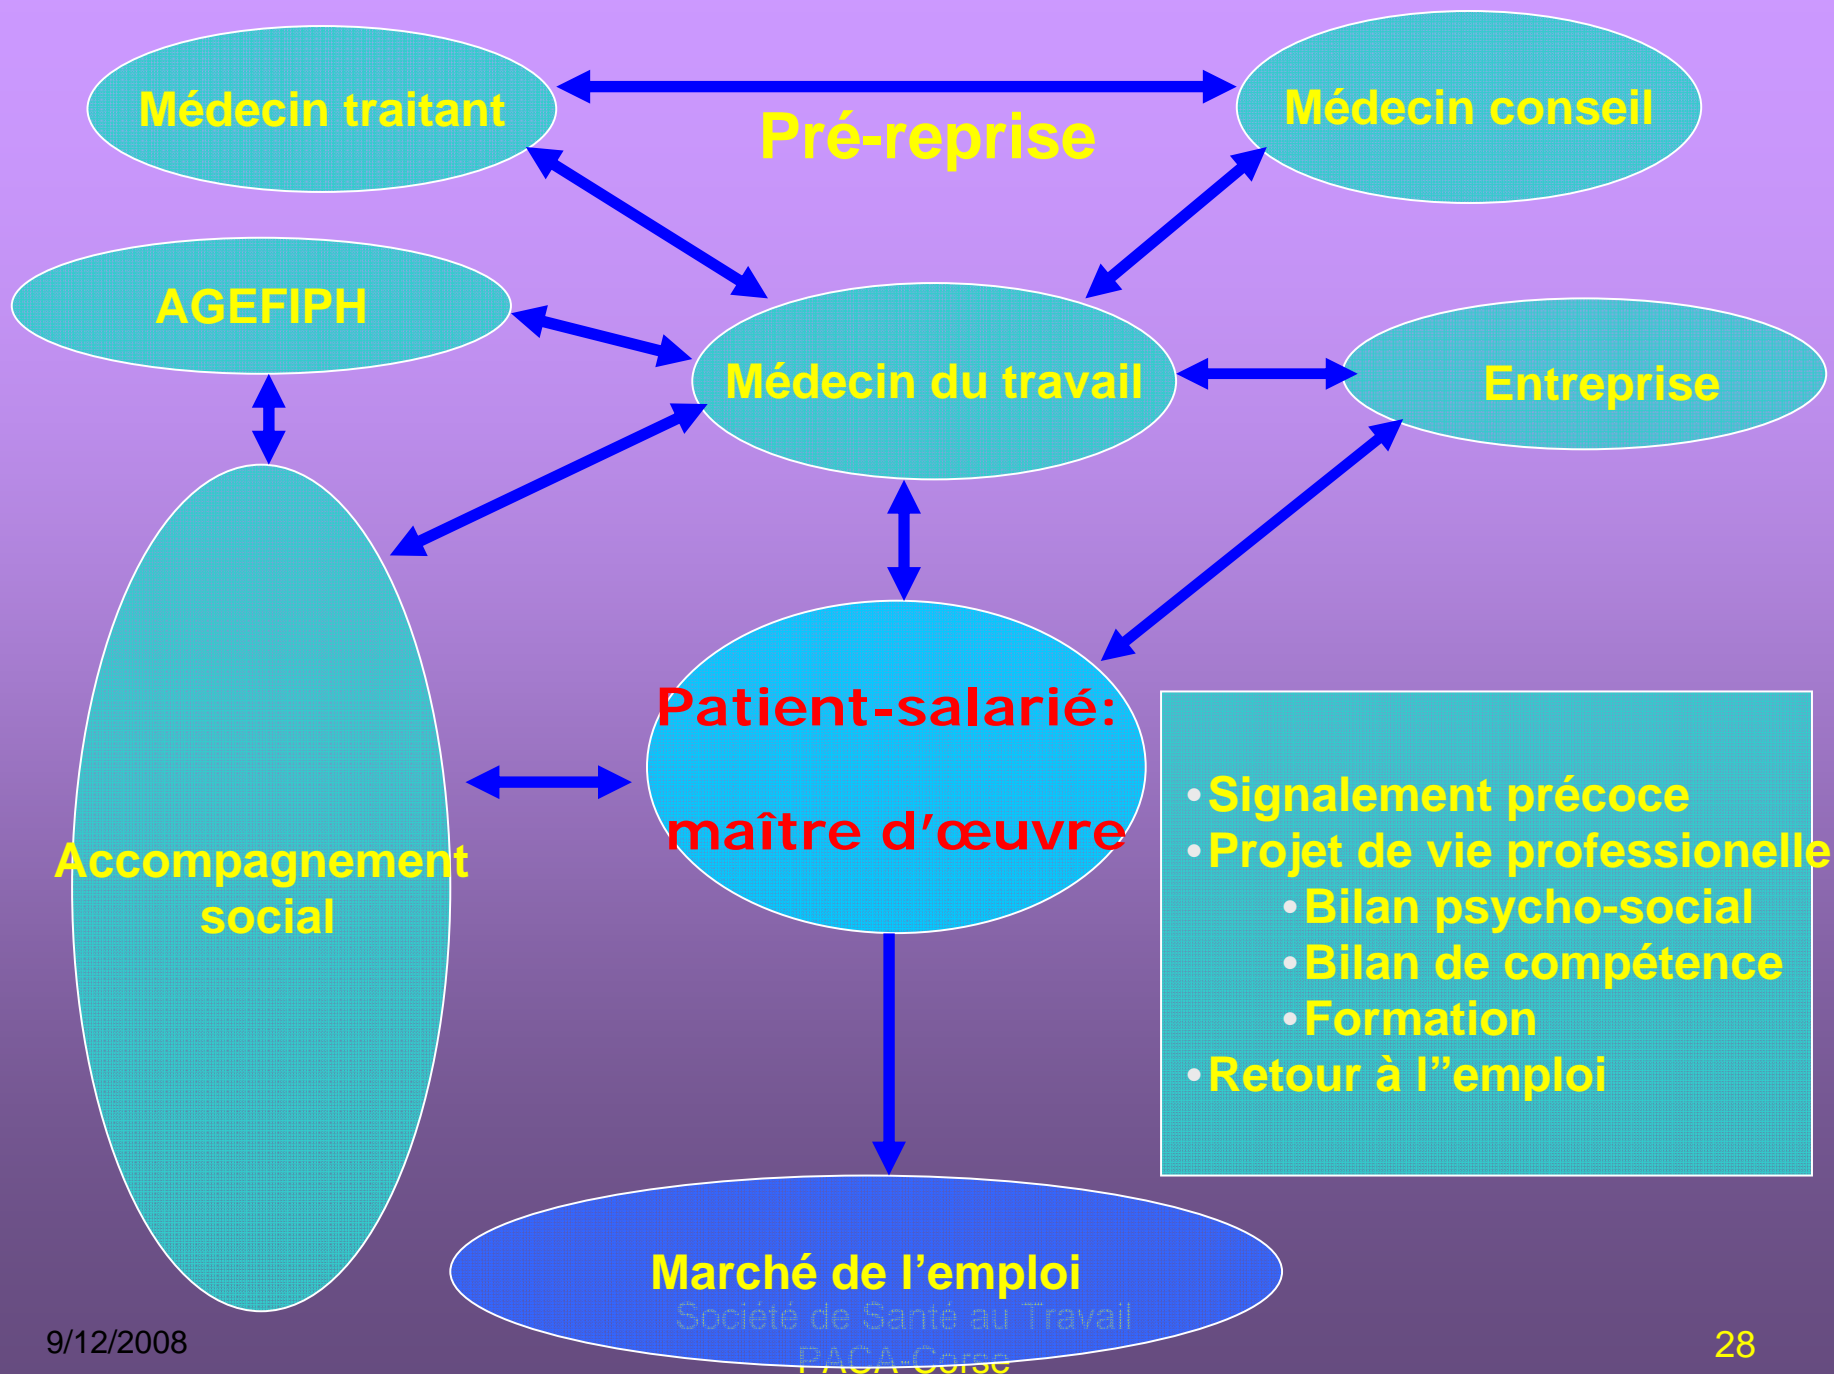 Médecin traitant
Médecin conseil
Pré-reprise
AGEFIPH
Médecin du travail
Entreprise
Patient-salarié:
maître d’œuvre
Accompagnement
social
•Signalement précoce
•Projet de vie professionelle
•Bilan psycho-social
•Bilan de compétence
•Formation
•Retour à l’’emploi
Marché de l’emploi
Société de Santé au Travail
PACA-Corse
9/12/2008
28